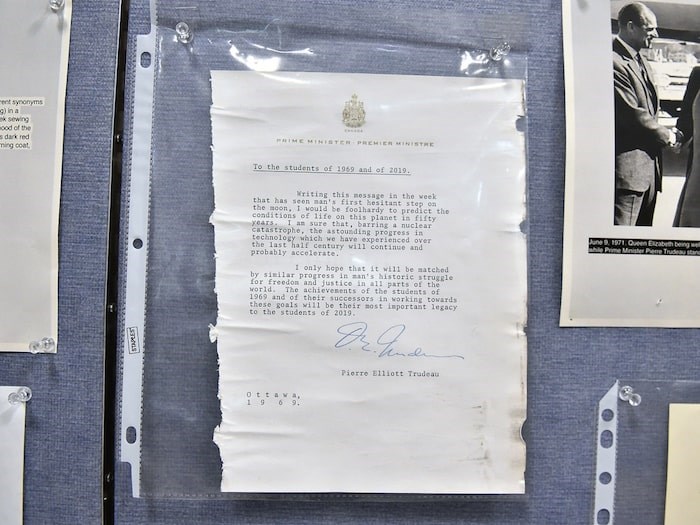 rent synonyms
g) in a
ek sewing
ood of the
s dark red
rning coat,
CANADA
PRIME MINISTER · PREMIER MINISTRE
To the students of 1969 and of 2019.
Writing this message in the week
that has seen man's first hesitant step on
the moon, I would be foolhardy to predict the
conditions of life on this planet in fifty
years. I am sure that, barring a nuclear
catastrophe, the astounding progress in
technology which we have experienced over
the last half century will continue and
probably accelerate.
I only hope that it will be matched
by similar progress in man's historic struggle
for freedom and justice in all parts of the
world. The achievements of the students of
1969 and of their successors in working towards
these goals will be their most important legacy
to the students of 2019.
P. E. Trudeau
Pierre Elliott Trudeau
Ottawa,
1969.
STAPLES
June 9, 1971. Queen Elizabeth being wel
while Prime Minister Pierre Trudeau stan